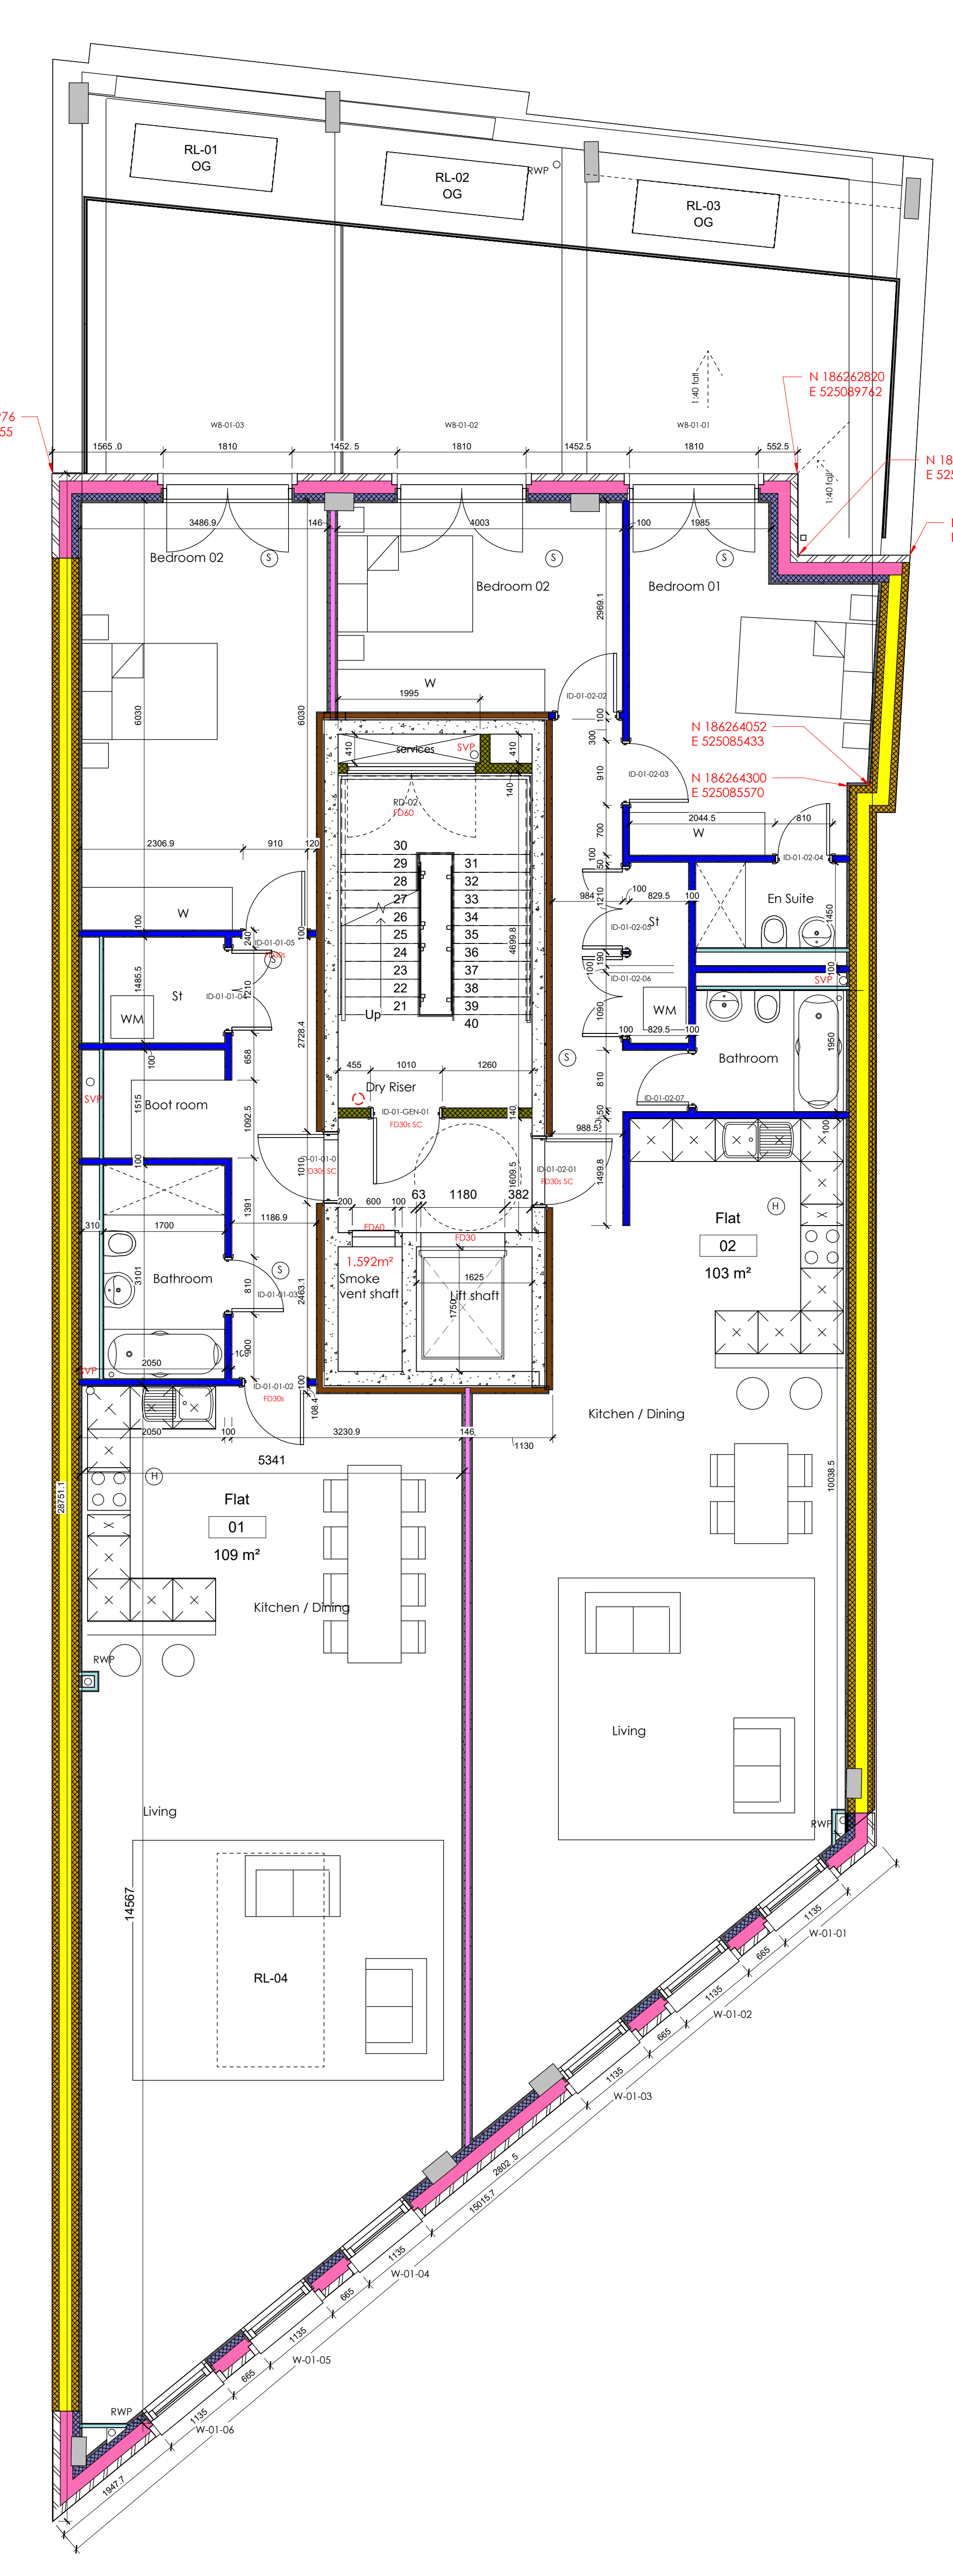 RL-01
OG
RL-02
OG
RWP
RL-03
OG
1:40 fall
N 186262820
E 525089762
976
55
WB-01-03
WB-01-02
WB-01-01
1565 .0
1810
1452. 5
1810
1452.5
1810
552.5
N 18
E 525
1:40 fall
3486.9
146
4003
100
1985
Bedroom 02
S
S
Bedroom 02
S
Bedroom 01
2969.1
W
1995
ID-01-02-02
100
6030
6030
300
N 186264052
E 525085433
410
services
SVP
410
910
ID-01-02-03
N 186264300
E 525085570
140
RD-02
FD60
2044.5
810
W
700
2306.9
910
120
30
29
31
28
32
27
33
26
34
25
35
24
36
23
37
22
38
21
39
40
Up
4699.8
100
50
ID-01-02-04
984
100
829.5
100
En Suite
1210
1450
St
ID-01-02-05
W
100
240
100
ID-01-01-05
FD30s
S
190
100
ID-01-02-06
100
SVP
1485.5
St
ID-01-01-04
1210
WM
WM
1090
100
829.5
100
1950
2728.4
658
100
S
Bathroom
455
1010
1260
810
Dry Riser
SVP
1515
Boot room
1092.5
ID-01-GEN-01
FD30s SC
140
ID-01-02-07
50
988.5
100
100
1010
1609.5
ID-01-02-01
FD30s SC
1499.8
1391
200
600
100
63
1180
382
H
310
1700
1186.9
FD60
FD30
Flat
02
103 m²
1.592m²
Smoke
vent shaft
1625
Lift shaft
1750
3101
Bathroom
S
810
ID-01-01-03
2463.1
2050
900
SVP
ID-01-01-02
FD30s
100
108.4
Kitchen / Dining
2050
100
3230.9
146
1130
5341
H
28751.1
10038.5
Flat
01
109 m²
Kitchen / Dining
RWP
Living
Living
RWP
14567
RL-04
1135
W-01-01
665
1135
W-01-02
665
1135
W-01-03
2802 .5
15015.7
1135
W-01-04
665
1135
W-01-05
665
RWP
1135
W-01-06
1947.7